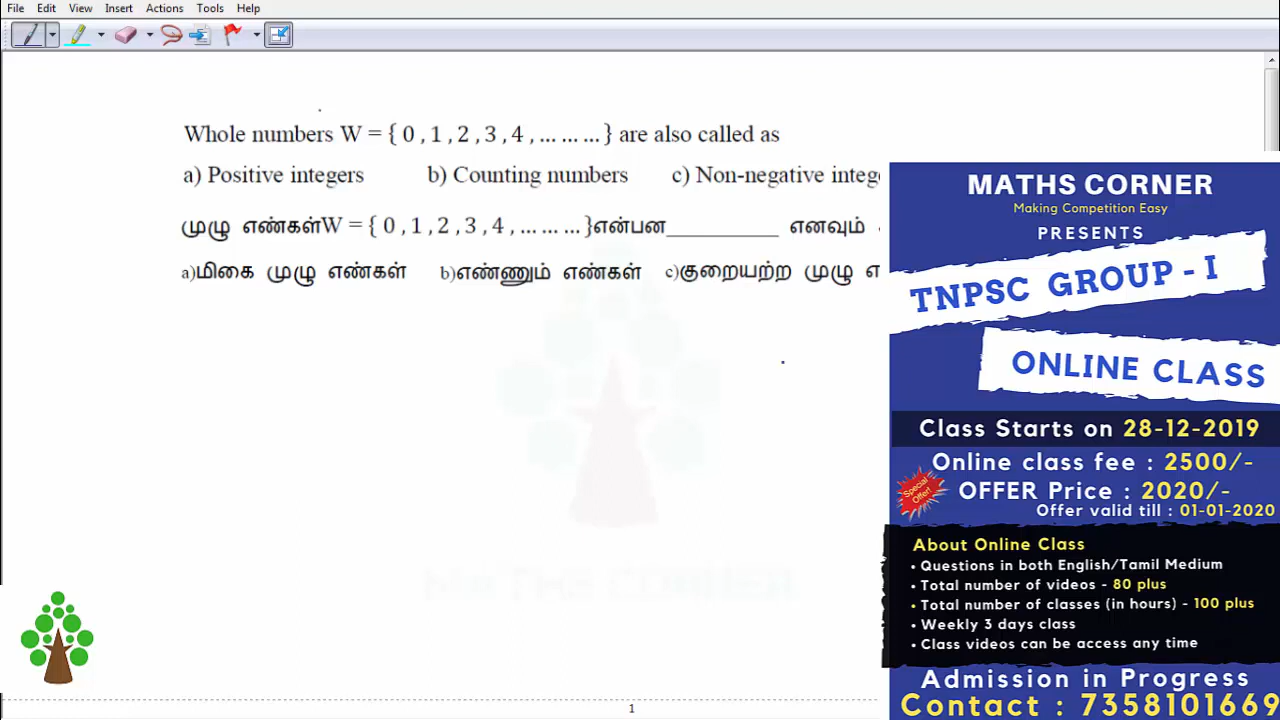 File Edit View Insert Actions Tools Help
Whole numbers W = { 0 , 1 , 2 , 3 , 4 , ... ... ... } are also called as
a) Positive integers b) Counting numbers c) Non-negative integ
முழு எண்கள்W = { 0 , 1 , 2 , 3 , 4 , ... ... ... }என்பன__________ எனவும்
a)மிகை முழு எண்கள் b)எண்ணும் எண்கள் c)குறையற்ற முழு எ
MATHS CORNER
1
MATHS CORNER
Making Competition Easy
PRESENTS
TNPSC GROUP - I
ONLINE CLASS
Class Starts on 28-12-2019
Online class fee : 2500/-
Special Offer!
OFFER Price : 2020/-
Offer valid till : 01-01-2020
About Online Class
• Questions in both English/Tamil Medium
• Total number of videos - 80 plus
• Total number of classes (in hours) - 100 plus
• Weekly 3 days class
• Class videos can be access any time
Admission in Progress
Contact : 7358101669